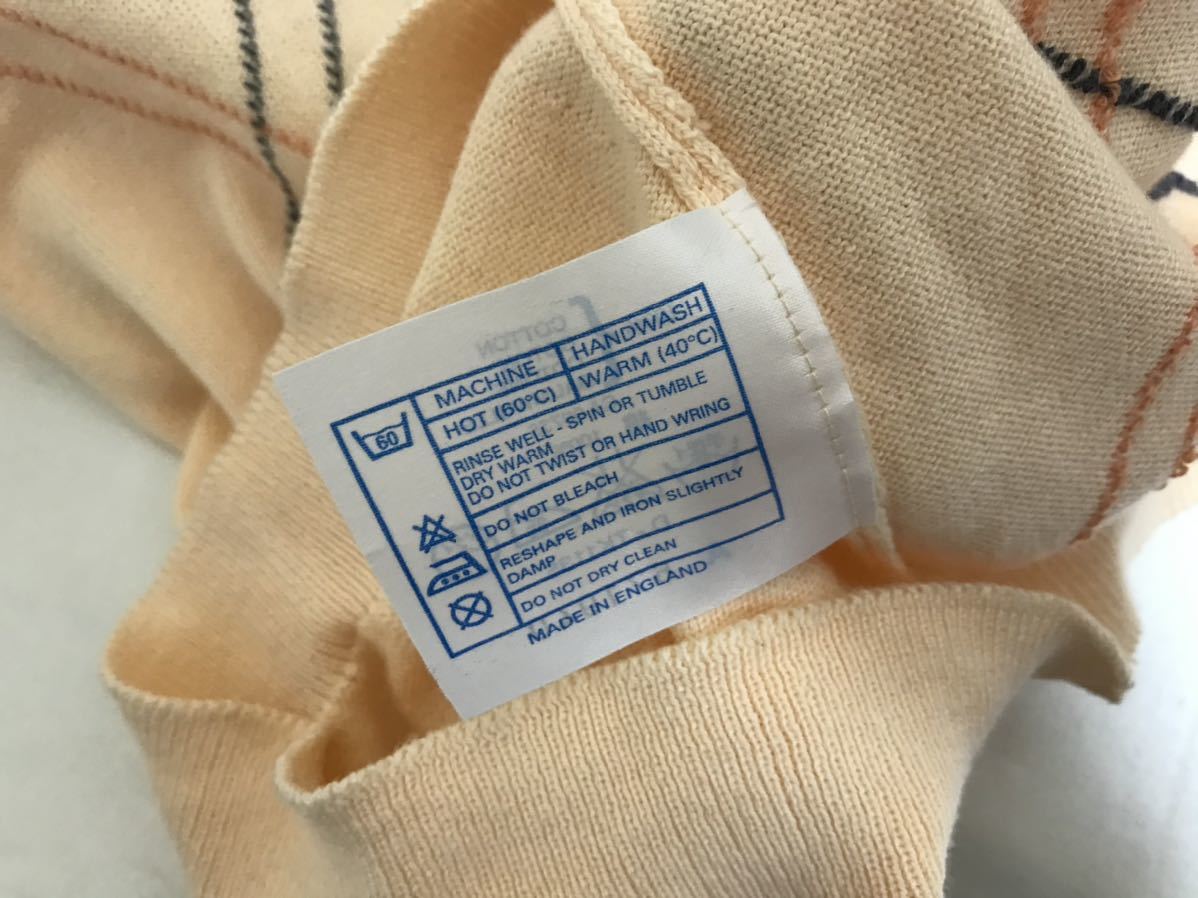 MACHINE HANDWASH
HOT (60°C) WARM (40°C)
60
RINSE WELL - SPIN OR TUMBLE
DRY WARM
DO NOT TWIST OR HAND WRING
DO NOT BLEACH
RESHAPE AND IRON SLIGHTLY
DAMP
DO NOT DRY CLEAN
MADE IN ENGLAND
COTTON